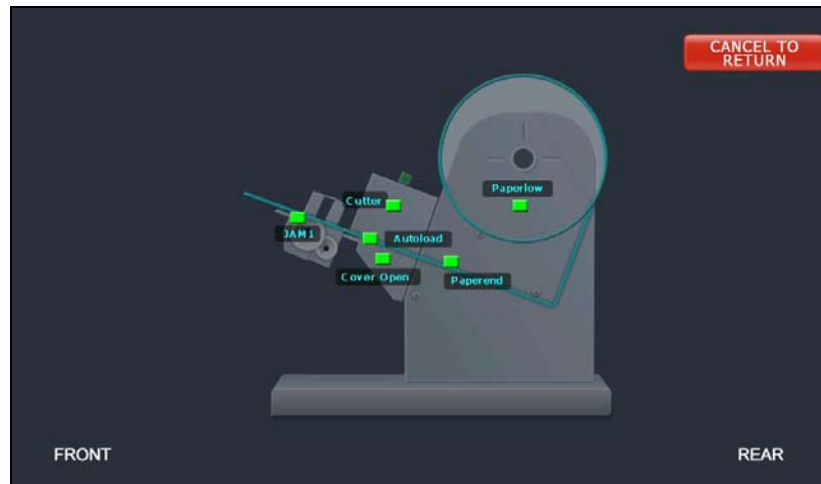 CANCEL TO
RETURN
Paperlow
Cutter
JAM1
Autoload
Cover Open
Paperend
FRONT
REAR